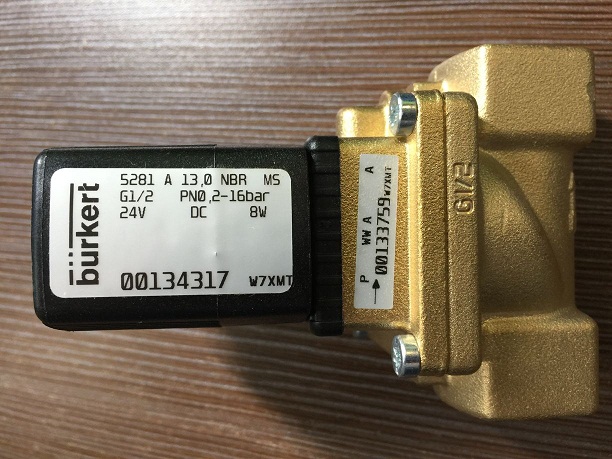 bürkert
5281 A 13,0 NBR MS
G1/2 PN0,2-16bar
24V DC 8W
00134317 W7XMT
P WW A A
00133759 W7XMT
G1/2